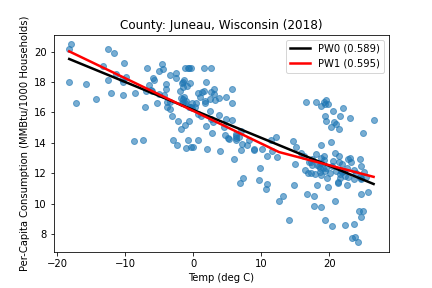 County: Juneau, Wisconsin (2018)
Per-Capita Consumption (MMBtu/1000 Households)
20
18
16
14
12
10
8
PW0 (0.589)
PW1 (0.595)
−20 −10 0 10 20
Temp (deg C)